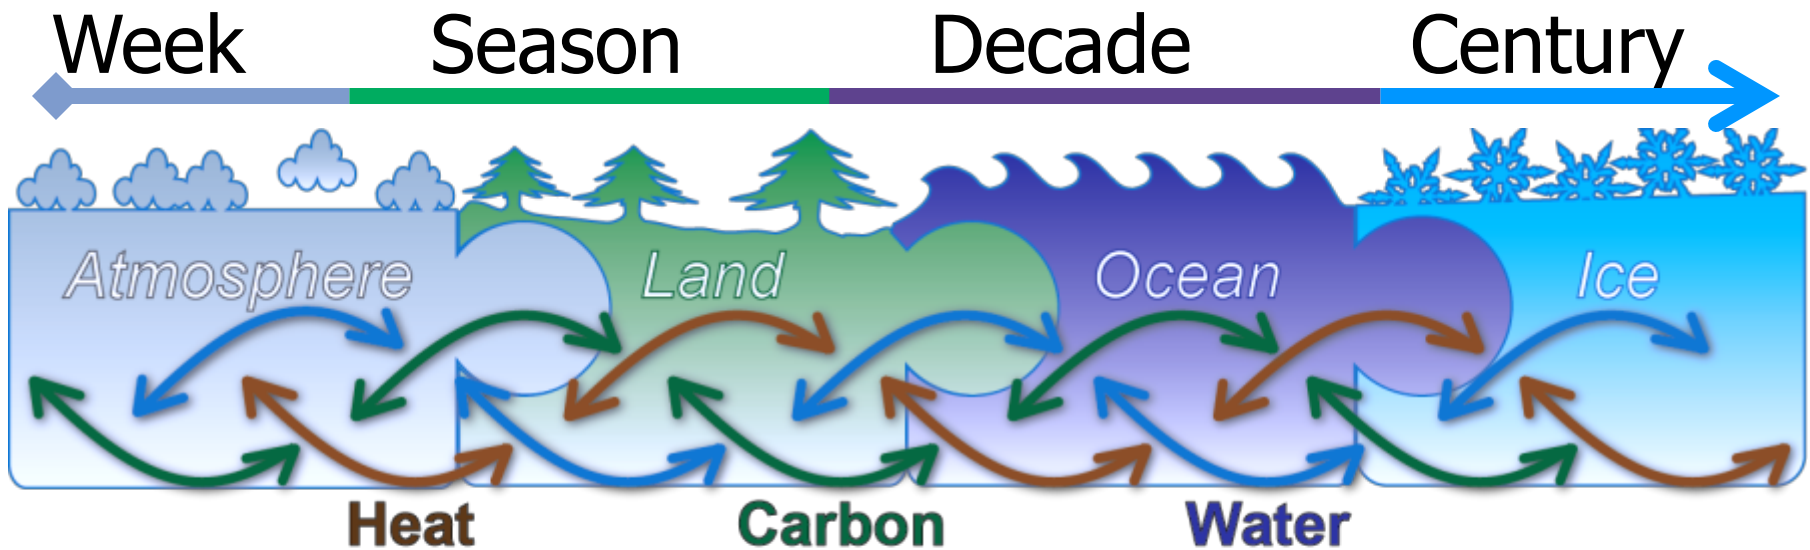 Week Season Decade Century
Atmosphere Land Ocean Ice
Heat Carbon Water